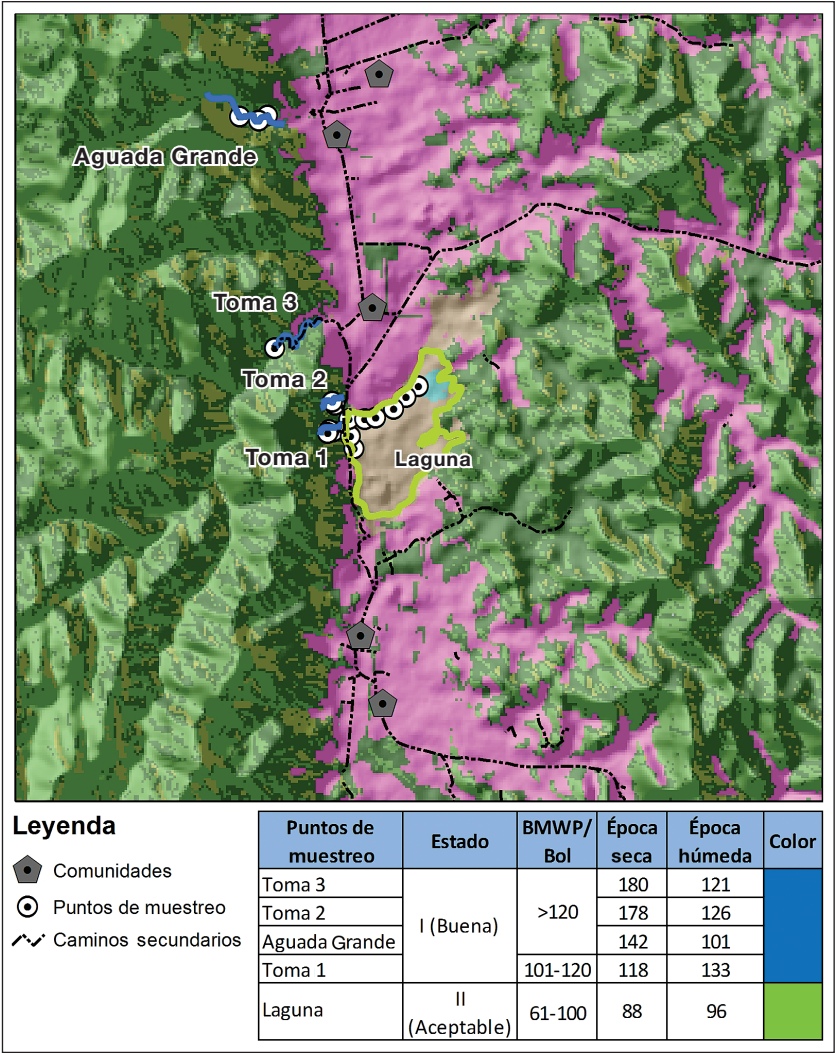 Aguada Grande
Toma 3
Toma 2
Toma 1
Laguna
Leyenda
Comunidades
Puntos de muestreo
Caminos secundarios
Puntos de muestreo Estado BMWP/Bol Época seca Época húmeda Color
Toma 3 I (Buena) >120 180 121
Toma 2 178 126
Aguada Grande 142 101
Toma 1 101-120 118 133
Laguna II (Aceptable) 61-100 88 96